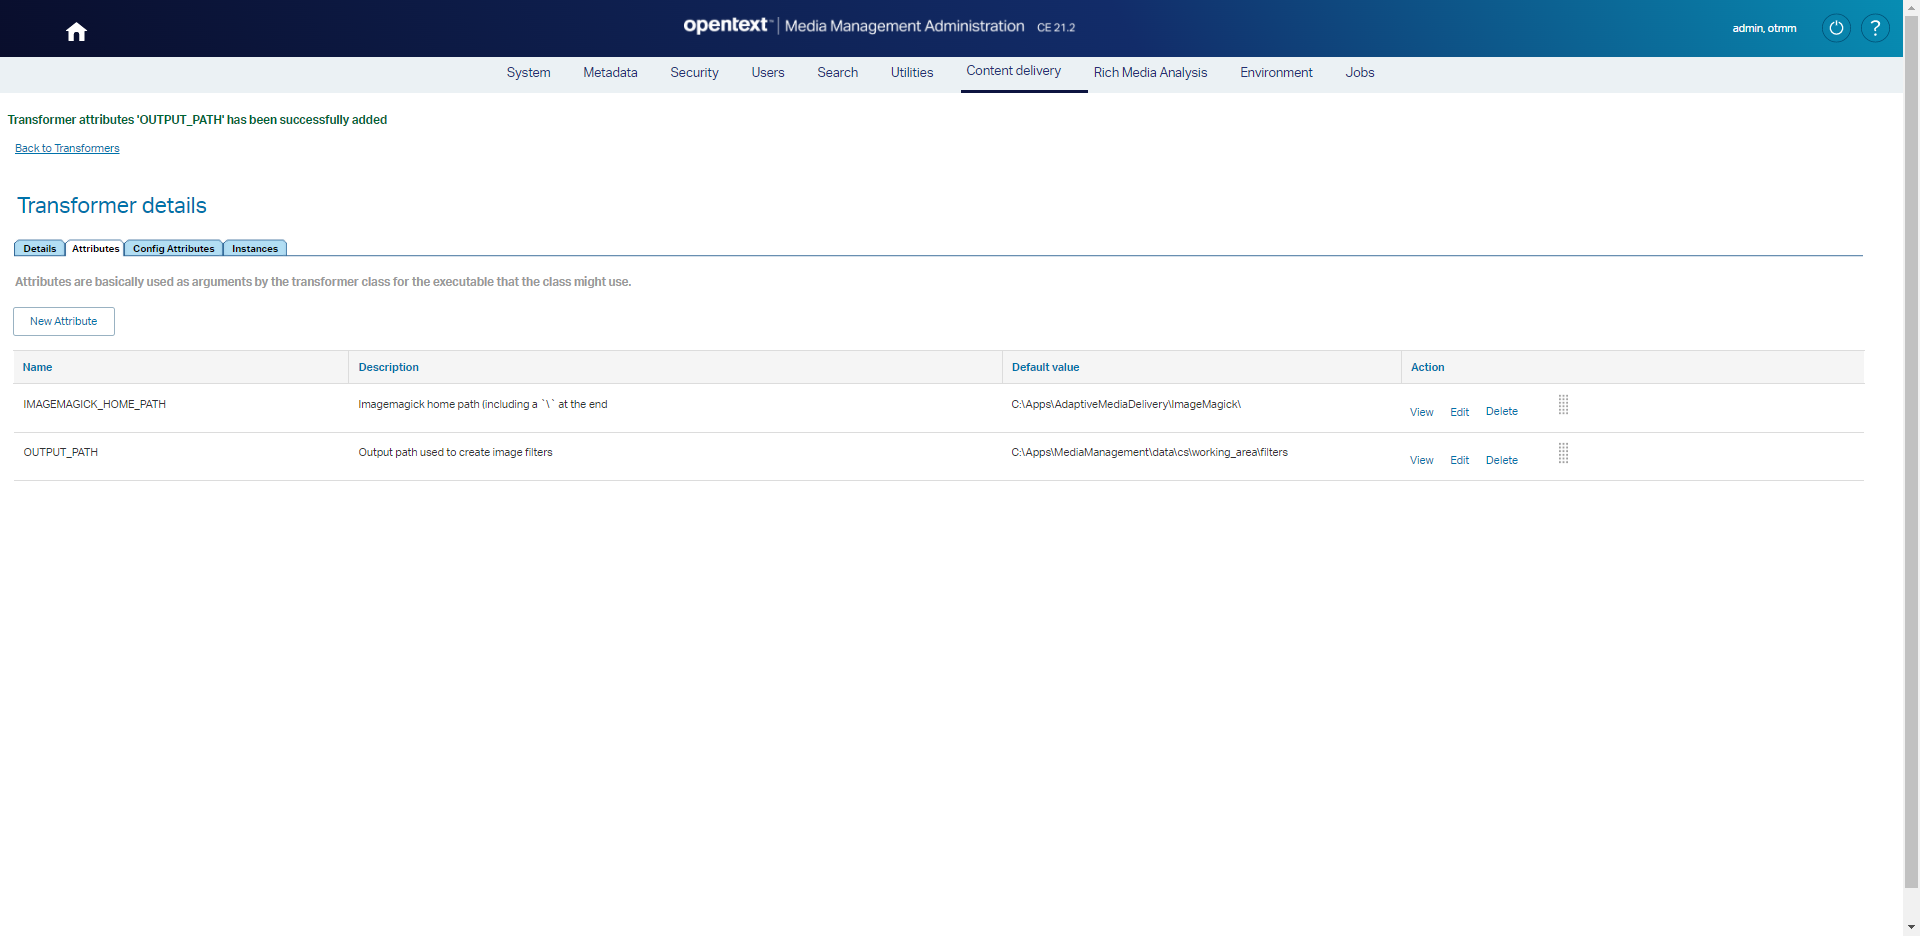 opentext™ | Media Management Administration CE 21.2
admin, otmm
?
System Metadata Security Users Search Utilities Content delivery Rich Media Analysis Environment Jobs
Transformer attributes 'OUTPUT_PATH' has been successfully added
Back to Transformers
Transformer details
Details Attributes Config Attributes Instances
Attributes are basically used as arguments by the transformer class for the executable that the class might use.
New Attribute
Name Description Default value Action
IMAGEMAGICK_HOME_PATH Imagemagick home path (including a `\` at the end C:\Apps\AdaptiveMediaDelivery\ImageMagick\ View Edit Delete
OUTPUT_PATH Output path used to create image filters C:\Apps\MediaManagement\data\cs\working_area\filters View Edit Delete